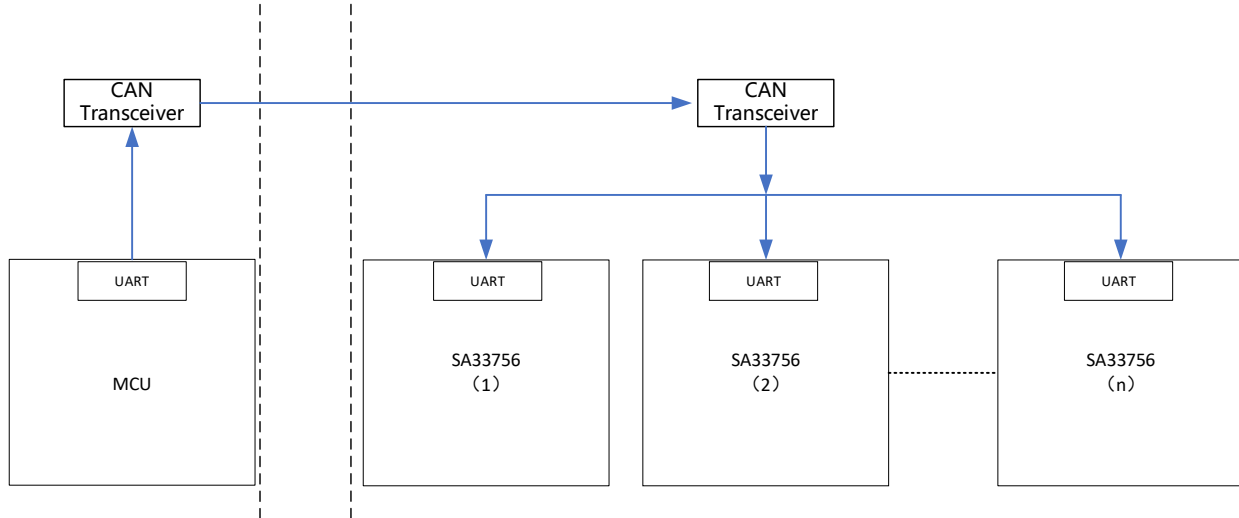 CAN
Transceiver
CAN
Transceiver
UART
UART
UART
UART
MCU
SA33756
（1）
SA33756
（2）
SA33756
（n）